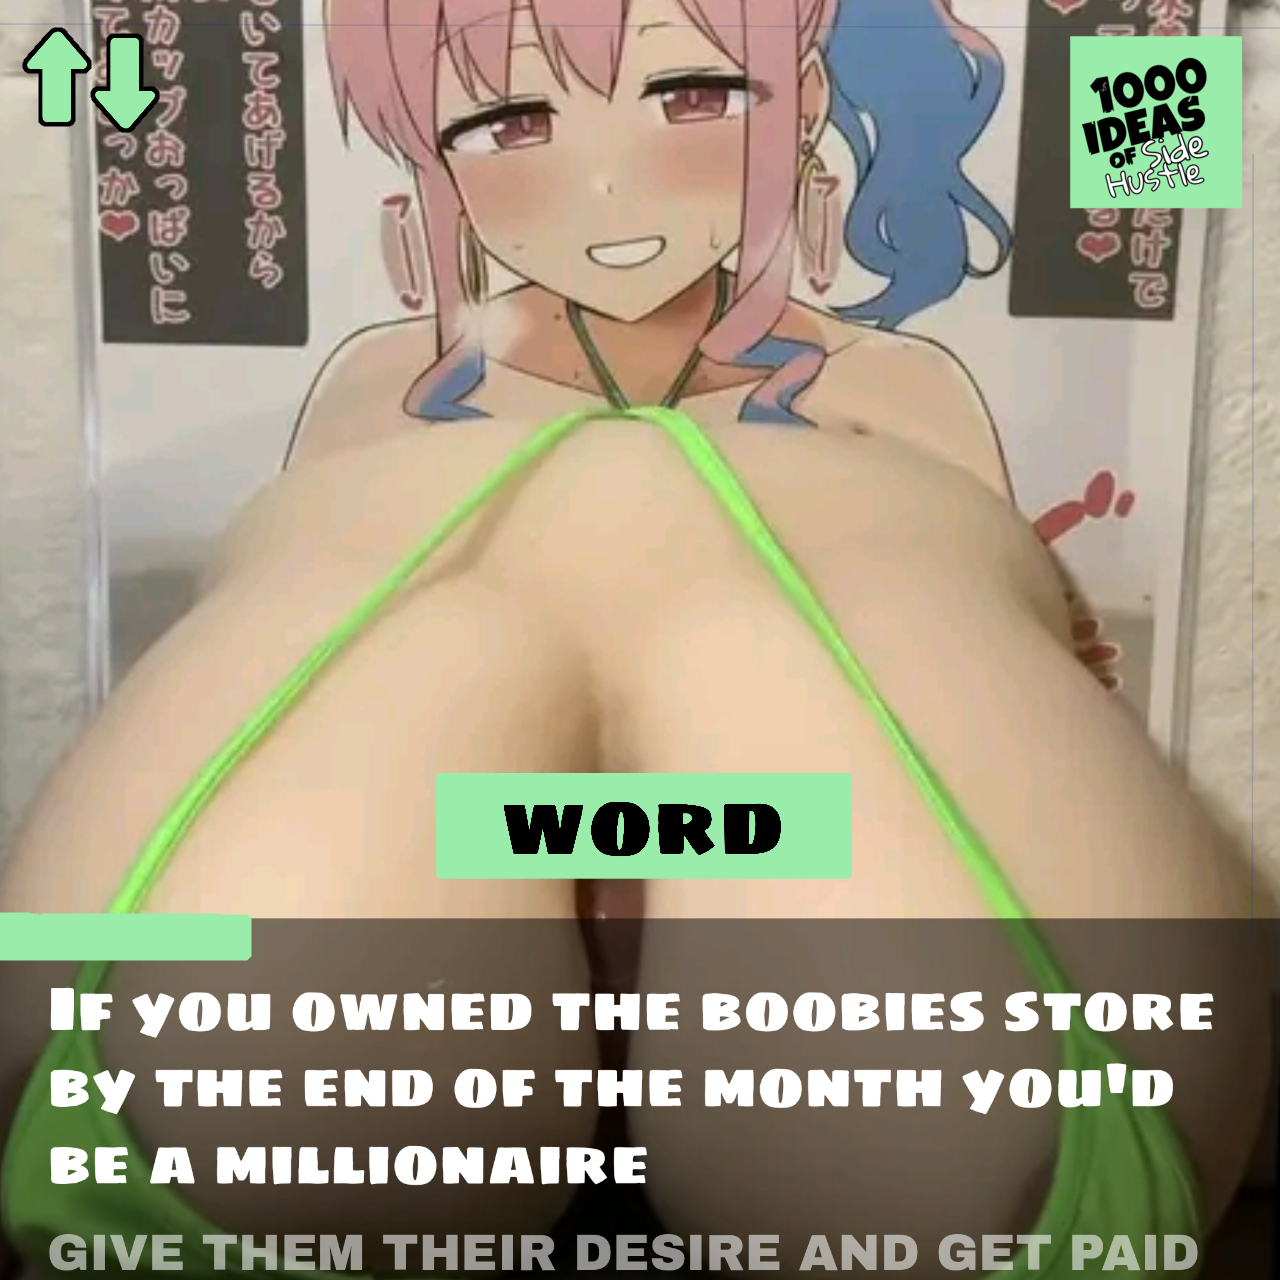 いてあげるから
カップおっぱいに
っか♥
だけで
1000
IDEAS
OF Side
Hustle
WORD
IF YOU OWNED THE BOOBIES STORE
BY THE END OF THE MONTH YOU'D
BE A MILLIONAIRE
GIVE THEM THEIR DESIRE AND GET PAID